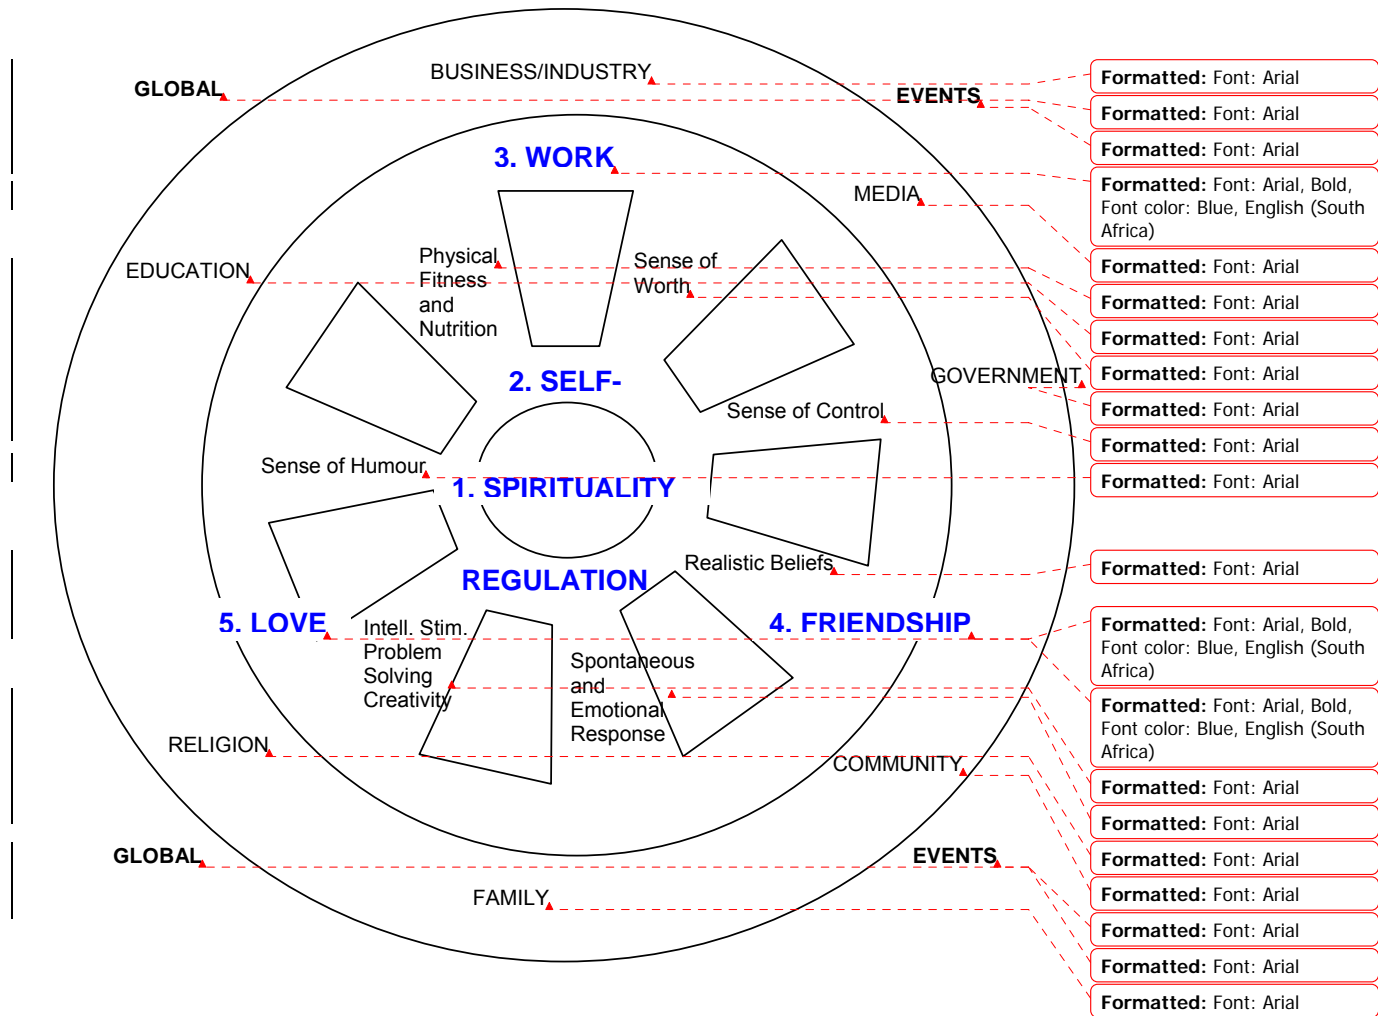 BUSINESS/INDUSTRY
GLOBAL
EVENTS
3. WORK
MEDIA
EDUCATION
Physical
Fitness
and
Nutrition
Sense of
Worth
2. SELF-
GOVERNMENT
Sense of Control
Sense of Humour
1. SPIRITUALITY
Realistic Beliefs
REGULATION
5. LOVE
4. FRIENDSHIP
Intell. Stim.
Problem
Solving
Creativity
Spontaneous
and
Emotional
Response
RELIGION
COMMUNITY
GLOBAL
EVENTS
FAMILY
Formatted: Font: Arial
Formatted: Font: Arial
Formatted: Font: Arial
Formatted: Font: Arial, Bold,
Font color: Blue, English (South
Africa)
Formatted: Font: Arial
Formatted: Font: Arial
Formatted: Font: Arial
Formatted: Font: Arial
Formatted: Font: Arial
Formatted: Font: Arial
Formatted: Font: Arial
Formatted: Font: Arial
Formatted: Font: Arial, Bold,
Font color: Blue, English (South
Africa)
Formatted: Font: Arial, Bold,
Font color: Blue, English (South
Africa)
Formatted: Font: Arial
Formatted: Font: Arial
Formatted: Font: Arial
Formatted: Font: Arial
Formatted: Font: Arial
Formatted: Font: Arial
Formatted: Font: Arial